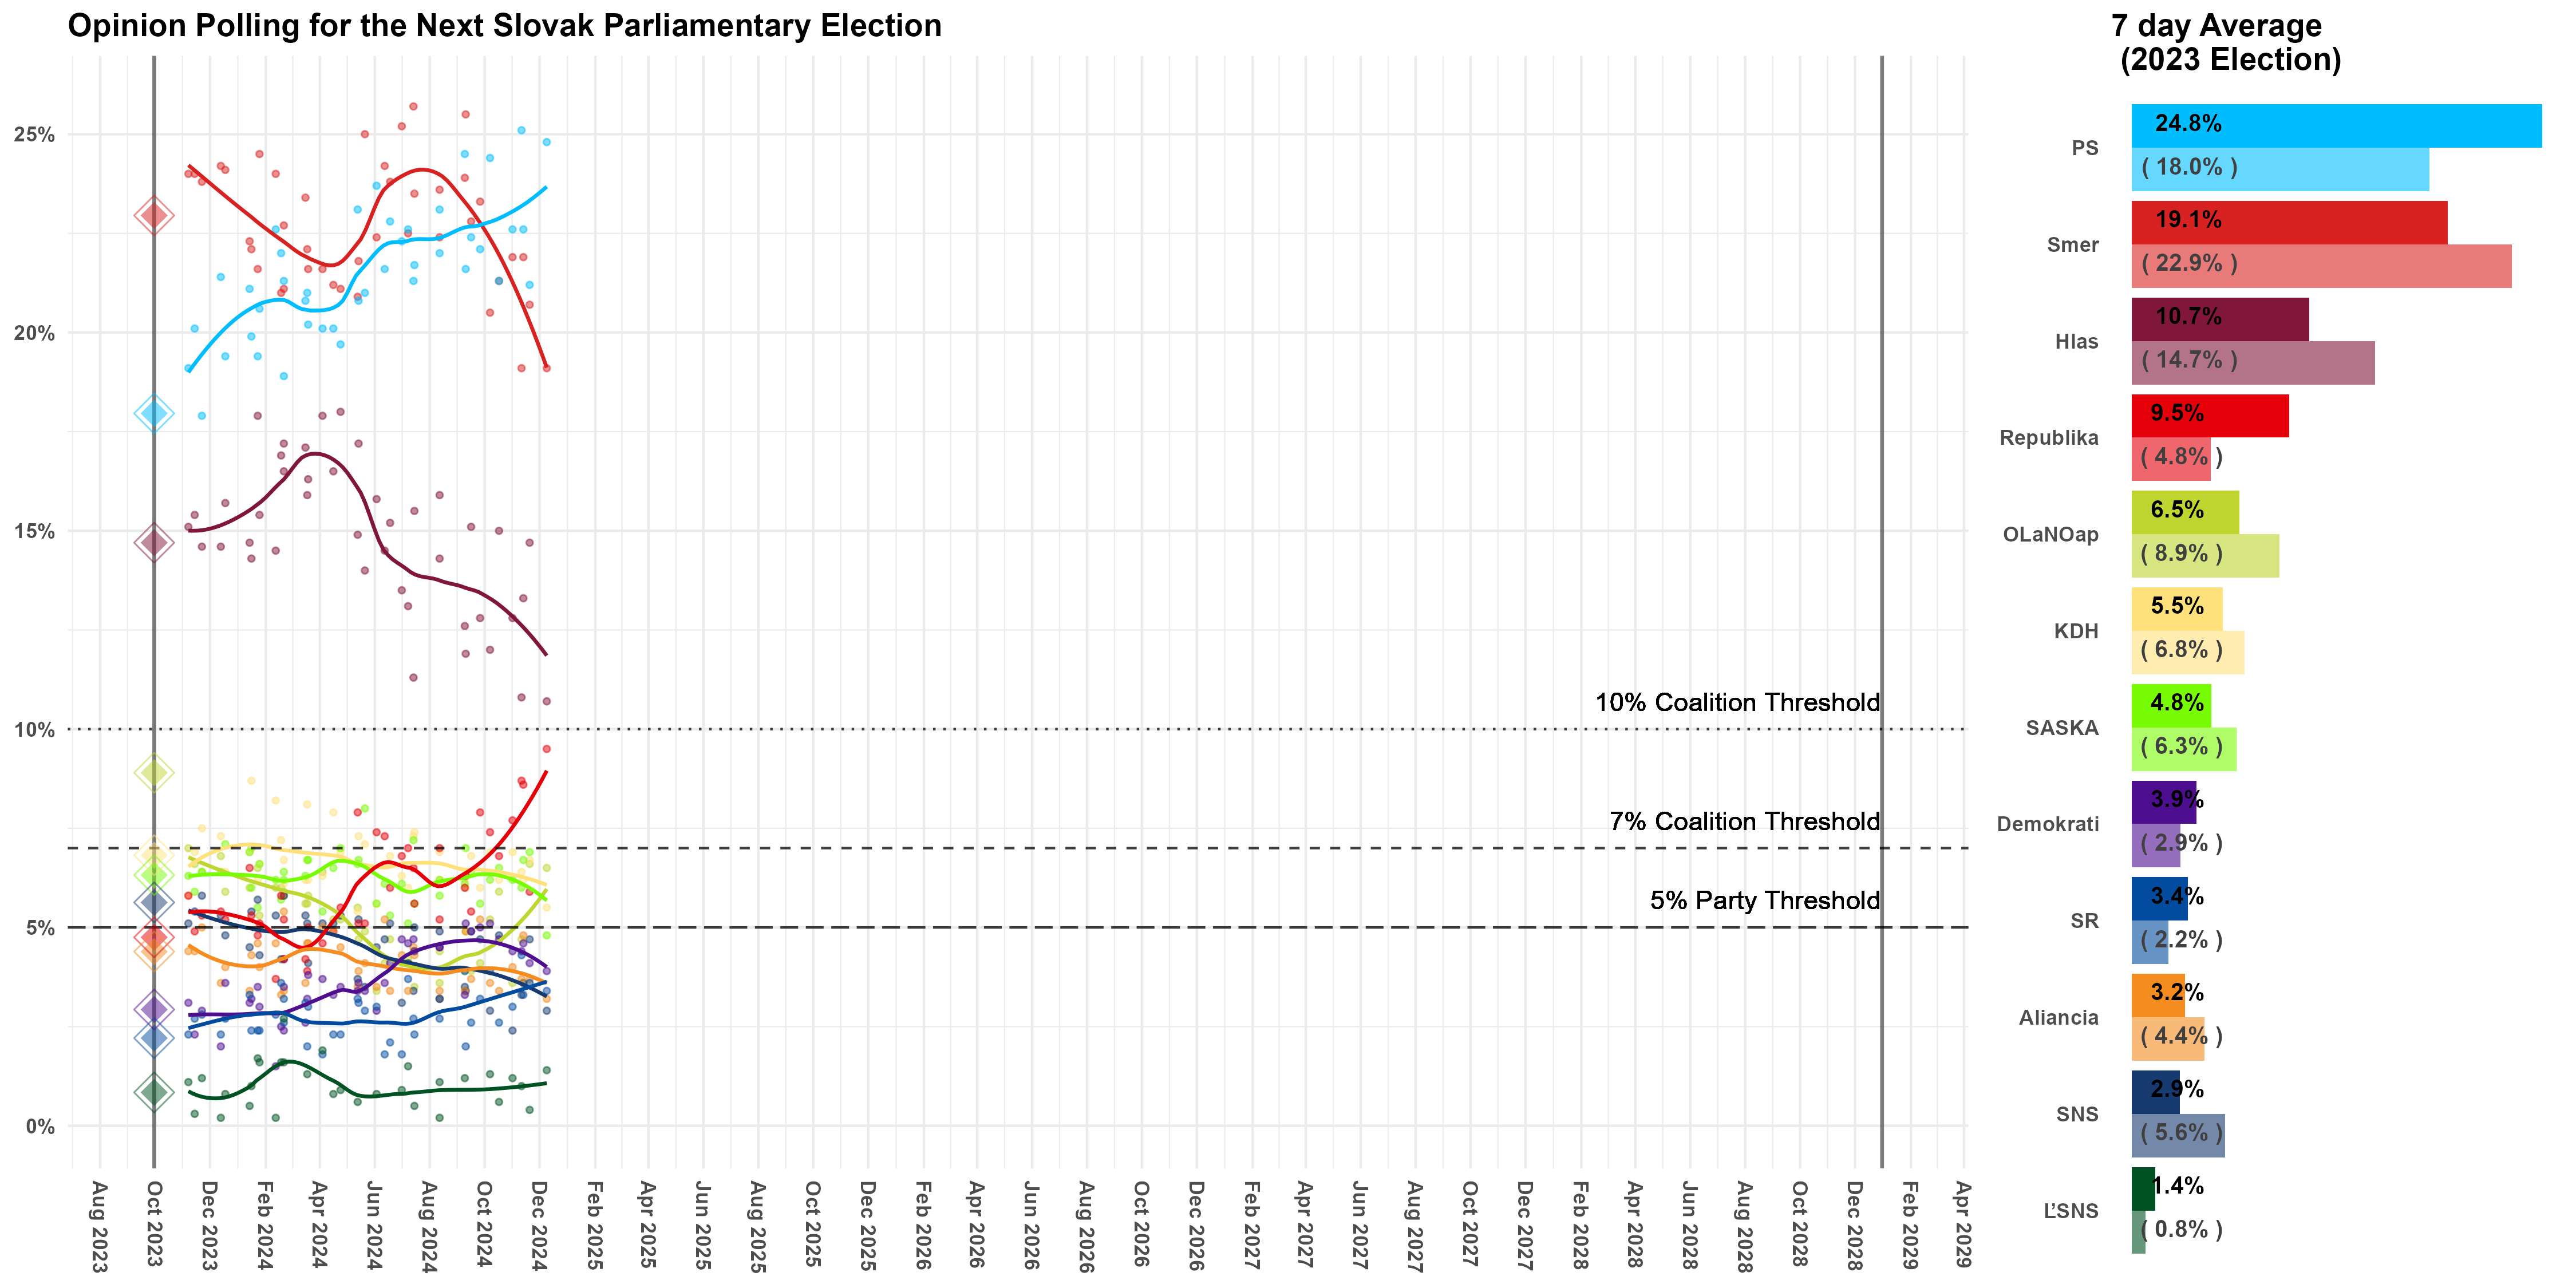 Opinion Polling for the Next Slovak Parliamentary Election
25%
20%
15%
10%
5%
0%
10% Coalition Threshold
7% Coalition Threshold
5% Party Threshold
Aug 2023
Oct 2023
Dec 2023
Feb 2024
Apr 2024
Jun 2024
Aug 2024
Oct 2024
Dec 2024
Feb 2025
Apr 2025
Jun 2025
Aug 2025
Oct 2025
Dec 2025
Feb 2026
Apr 2026
Jun 2026
Aug 2026
Oct 2026
Dec 2026
Feb 2027
Apr 2027
Jun 2027
Aug 2027
Oct 2027
Dec 2027
Feb 2028
Apr 2028
Jun 2028
Aug 2028
Oct 2028
Dec 2028
Feb 2029
Apr 2029
7 day Average
(2023 Election)
PS
24.8%
( 18.0% )
Smer
19.1%
( 22.9% )
Hlas
10.7%
( 14.7% )
Republika
9.5%
( 4.8% )
OLaNOap
6.5%
( 8.9% )
KDH
5.5%
( 6.8% )
SASKA
4.8%
( 6.3% )
Demokrati
3.9%
( 2.9% )
SR
3.4%
( 2.2% )
Aliancia
3.2%
( 4.4% )
SNS
2.9%
( 5.6% )
ĽSNS
1.4%
( 0.8% )